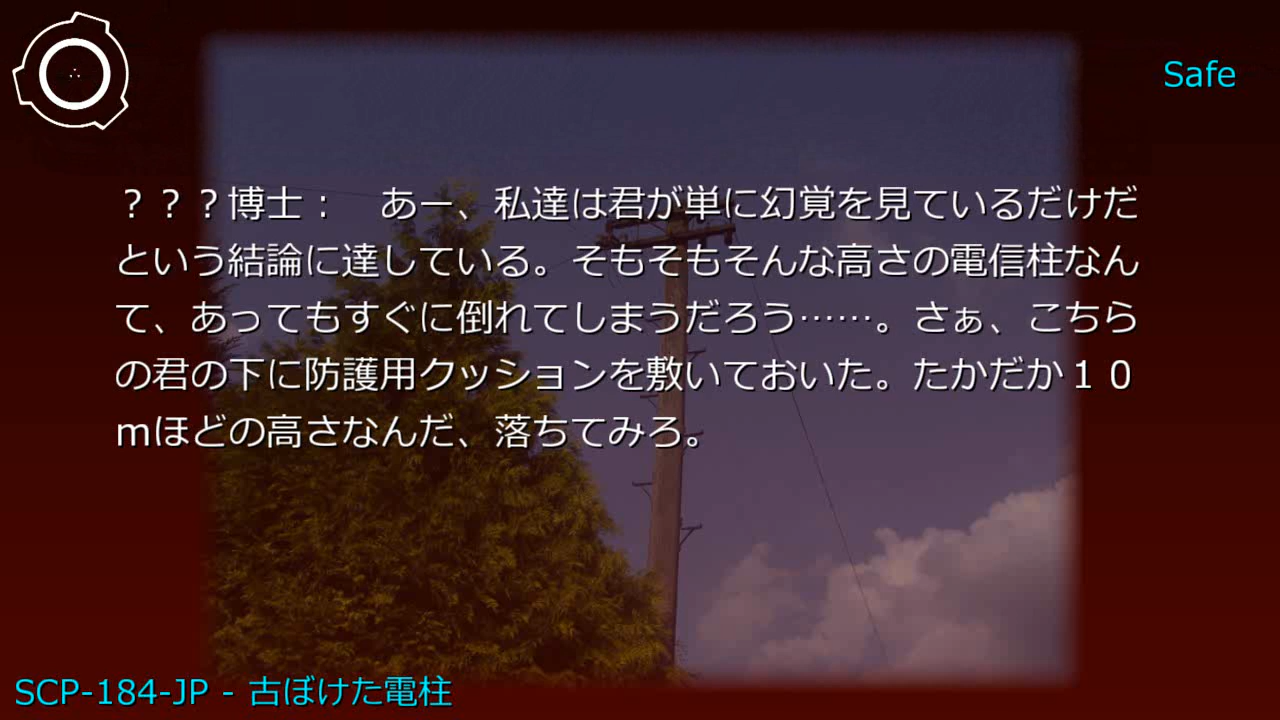 Safe
？？？博士：　あー、私達は君が単に幻覚を見ているだけだ
という結論に達している。そもそもそんな高さの電信柱なん
て、あってもすぐに倒れてしまうだろう……。さぁ、こちら
の君の下に防護用クッションを敷いておいた。たかだか１０
ｍほどの高さなんだ、落ちてみろ。
SCP-184-JP - 古ぼけた電柱